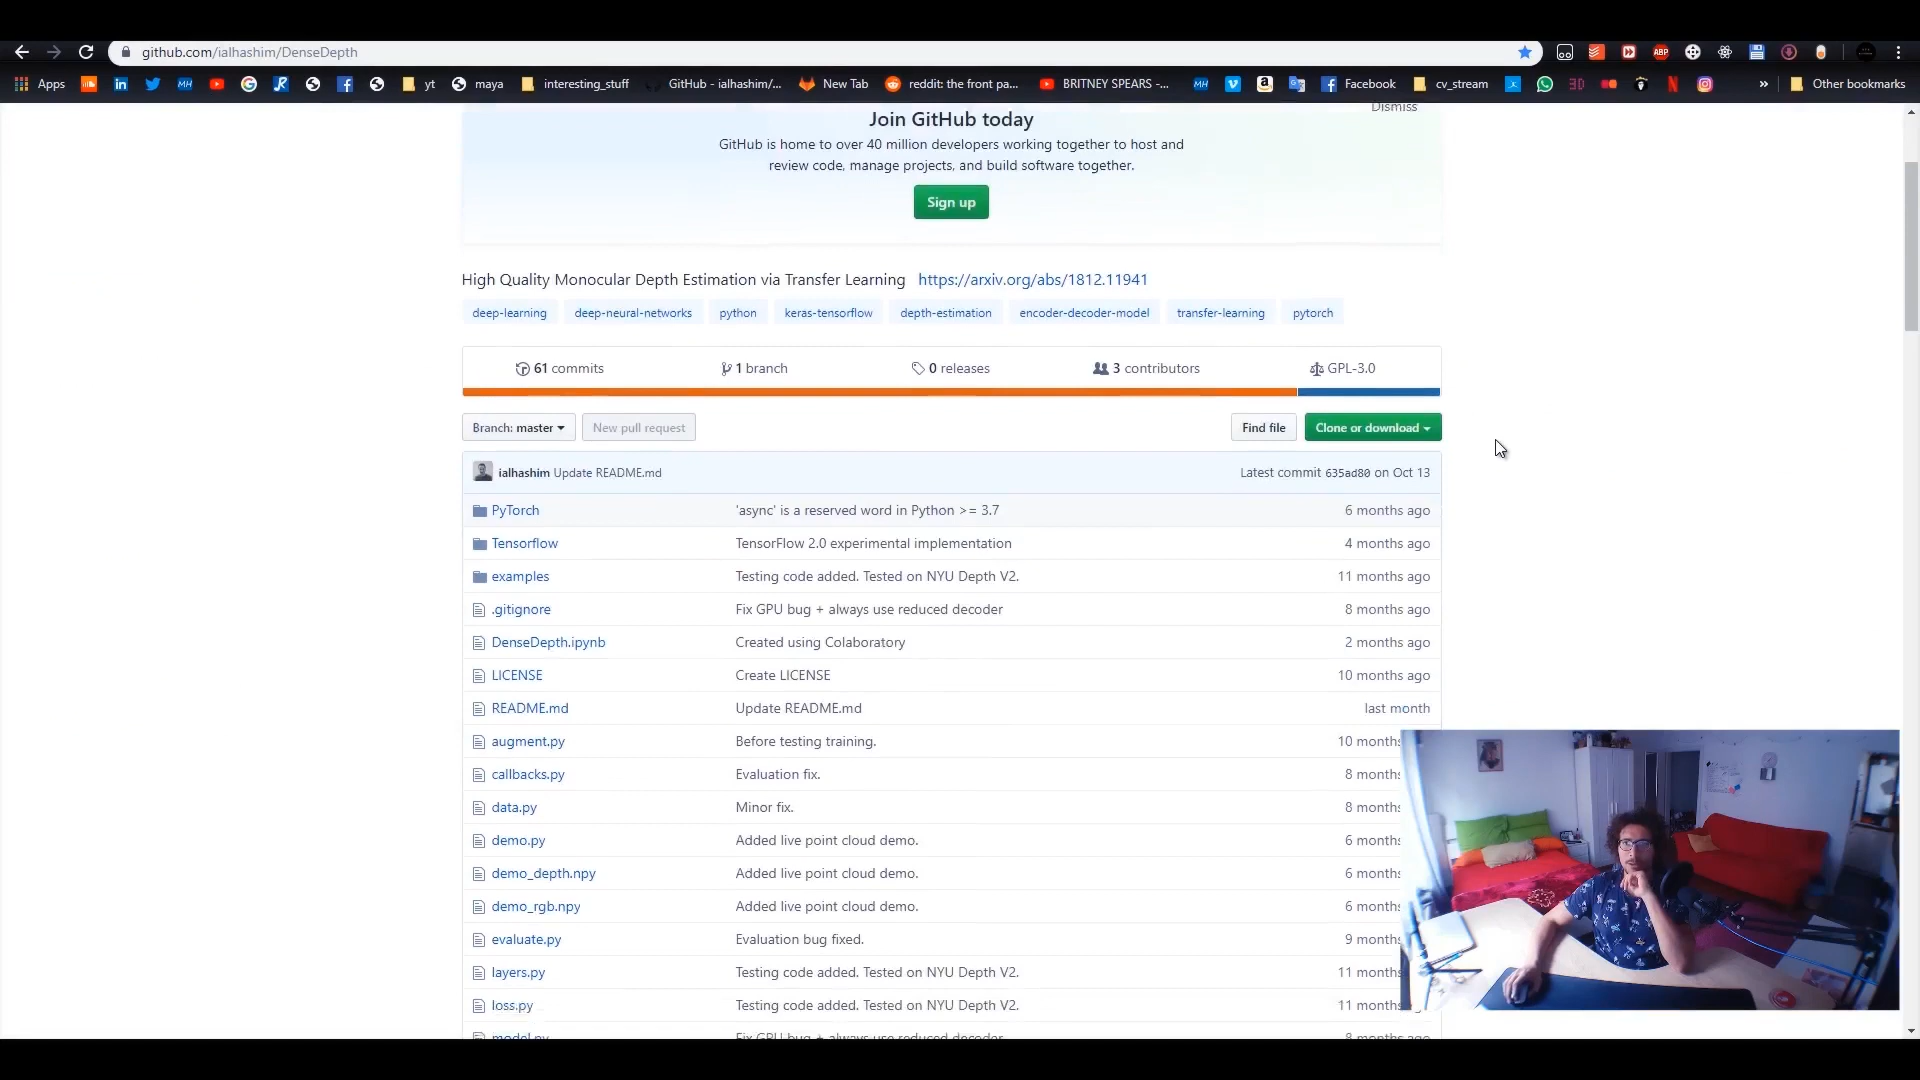 github.com/ialhashim/DenseDepth
Apps
yt
maya
interesting_stuff
GitHub - ialhashim/...
New Tab
reddit: the front pa...
BRITNEY SPEARS -...
Facebook
cv_stream
Other bookmarks
Dismiss
Join GitHub today
GitHub is home to over 40 million developers working together to host and
review code, manage projects, and build software together.
Sign up
High Quality Monocular Depth Estimation via Transfer Learning https://arxiv.org/abs/1812.11941
deep-learning deep-neural-networks python keras-tensorflow depth-estimation encoder-decoder-model transfer-learning pytorch
61 commits 1 branch 0 releases 3 contributors GPL-3.0
Branch: master New pull request Find file Clone or download
ialhashim Update README.md Latest commit 635ad80 on Oct 13
PyTorch 'async' is a reserved word in Python >= 3.7 6 months ago
Tensorflow TensorFlow 2.0 experimental implementation 4 months ago
examples Testing code added. Tested on NYU Depth V2. 11 months ago
.gitignore Fix GPU bug + always use reduced decoder 8 months ago
DenseDepth.ipynb Created using Colaboratory 2 months ago
LICENSE Create LICENSE 10 months ago
README.md Update README.md last month
augment.py Before testing training. 10 months
callbacks.py Evaluation fix. 8 months
data.py Minor fix. 8 months
demo.py Added live point cloud demo. 6 months
demo_depth.npy Added live point cloud demo. 6 months
demo_rgb.npy Added live point cloud demo. 6 months
evaluate.py Evaluation bug fixed. 9 months
layers.py Testing code added. Tested on NYU Depth V2. 11 months
loss.py Testing code added. Tested on NYU Depth V2. 11 months
model.py Fix GPU bug + always use reduced decoder 8 months ago